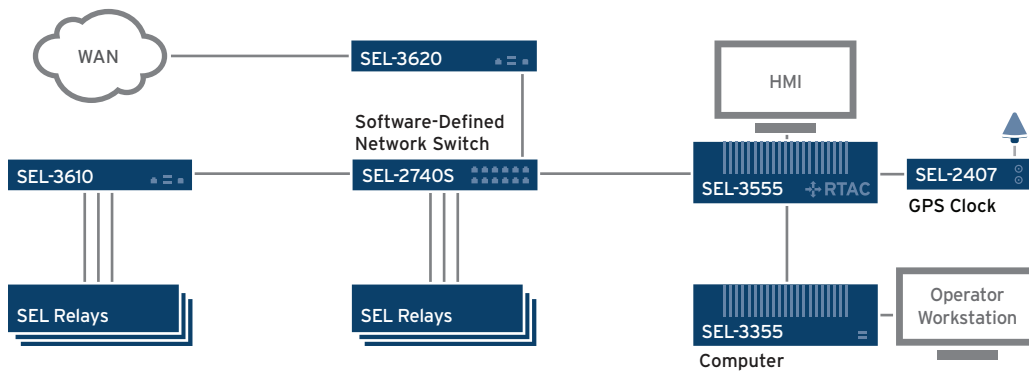 WAN
SEL-3620
HMI
Software-Defined
Network Switch
SEL-3610
SEL-2740S
SEL-3555
RTAC
SEL-2407
GPS Clock
SEL Relays
SEL Relays
SEL-3355
Computer
Operator
Workstation